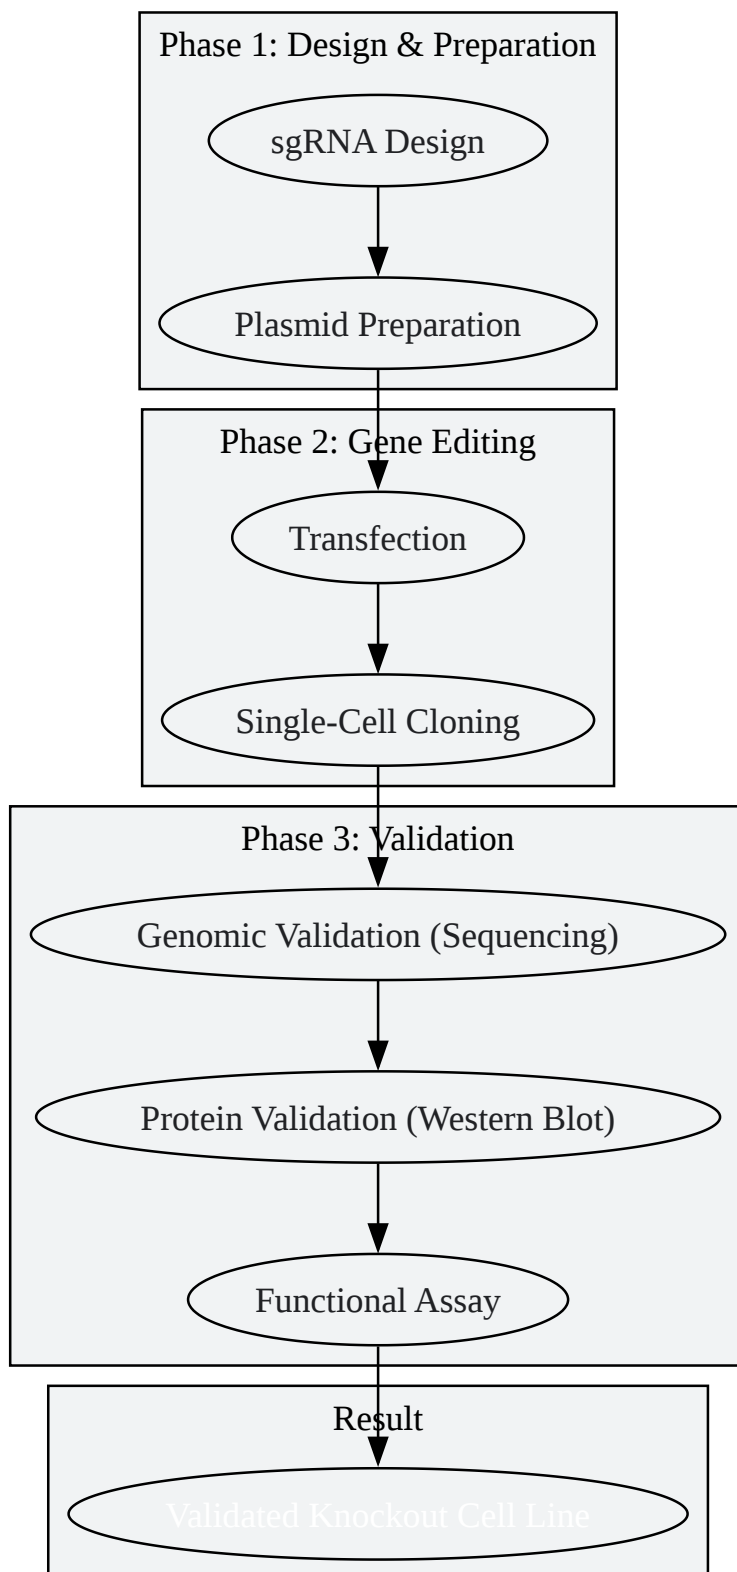 Phase 1: Design & Preparation
sgRNA Design
Plasmid Preparation
Phase 2: Gene Editing
Transfection
Single-Cell Cloning
Phase 3: Validation
Genomic Validation (Sequencing)
Protein Validation (Western Blot)
Functional Assay
Result
Validated Knockout Cell Line